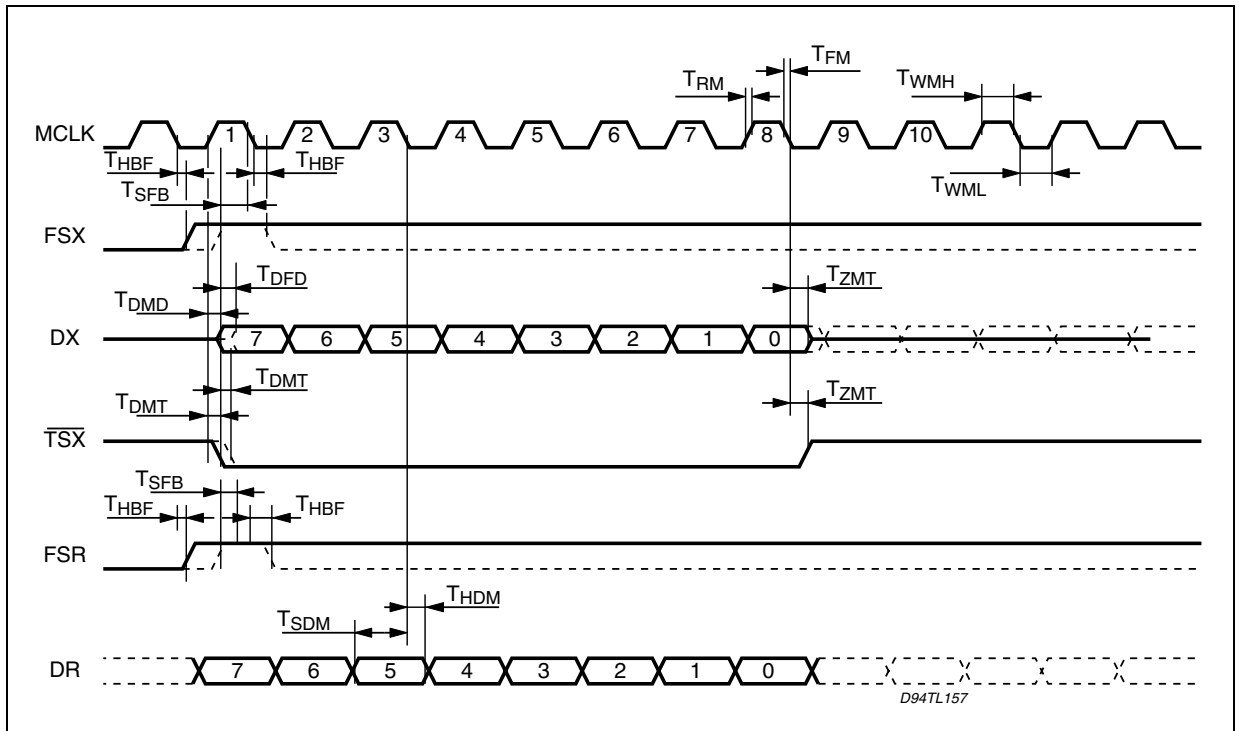 TFM
TRM
TWMH
MCLK
1 2 3 4 5 6 7 8 9 10
THBF THBF
TWML
TSFB
FSX
TDFD
TZMT
TDMD
DX
7 6 5 4 3 2 1 0
TDMT
TDMT
TZMT
TSX
TSFB
THBF THBF
FSR
THDM
TSDM
DR
7 6 5 4 3 2 1 0
D94TL157